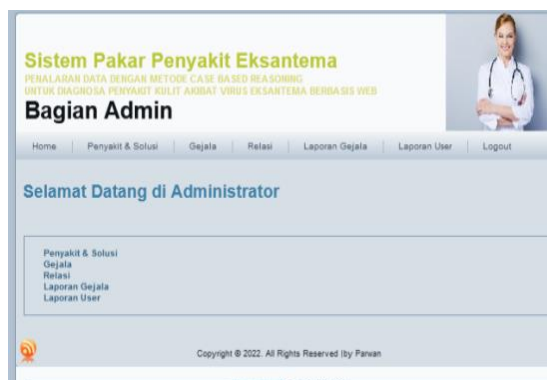 Sistem Pakar Penyakit Eksantema
PENALARAN DATA DENGAN METODE CASE BASED REASONING
UNTUK DIAGNOSA PENYAKIT KULIT AKIBAT VIRUS EKSANTEMA BERBASIS WEB
Bagian Admin
Home Penyakit & Solusi Gejala Relasi Laporan Gejala Laporan User Logout
Selamat Datang di Administrator
Penyakit & Solusi
Gejala
Relasi
Laporan Gejala
Laporan User
Copyright © 2022. All Rights Reserved |by Parwan